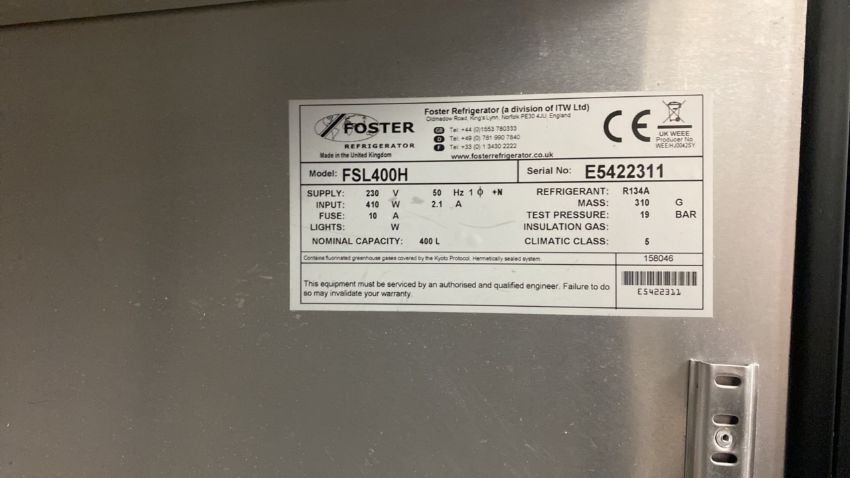 FOSTER
REFRIGERATOR
Made in the United Kingdom
Foster Refrigerator (a division of ITW Ltd)
Oldmedow Road, King's Lynn, Norfolk PE30 4JU, England
GB Tel: +44 (0)1553 780333
D Tel: +49 (0) 781 990 7840
F Tel: +33 (0) 1 3430 2222
www.fosterrefrigerator.co.uk
CE
UK WEEE
Producer No
WEE/HJ0042SY
Model: FSL400H
Serial No: E5422311
SUPPLY: 230 V 50 Hz 1 ϕ +N
INPUT: 410 W 2.1 A
FUSE: 10 A
LIGHTS: W
NOMINAL CAPACITY: 400 L
REFRIGERANT: R134A
MASS: 310 G
TEST PRESSURE: 19 BAR
INSULATION GAS:
CLIMATIC CLASS: 5
Contains fluorinated greenhouse gases covered by the Kyoto Protocol. Hermetically sealed system.
158046
This equipment must be serviced by an authorised and qualified engineer. Failure to do
so may invalidate your warranty.
E5422311